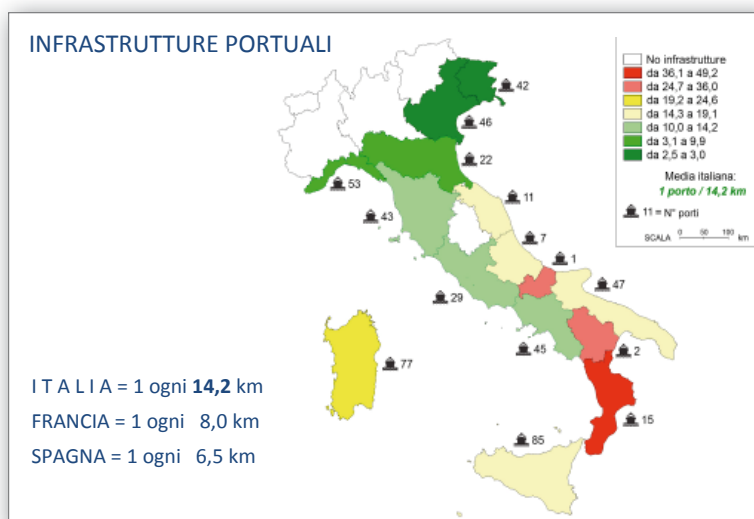 INFRASTRUTTURE PORTUALI
No infrastrutture
da 36,1 a 49,2
da 24,7 a 36,0
da 19,2 a 24,6
da 14,3 a 19,1
da 10,0 a 14,2
da 3,1 a 9,9
da 2,5 a 3,0
Media italiana:
1 porto / 14,2 km
11 = N° porti
SCALA 0 50 100 km
42
46
22
53
11
43
7
1
47
29
45
2
77
15
85
I T A L I A = 1 ogni 14,2 km
FRANCIA = 1 ogni 8,0 km
SPAGNA = 1 ogni 6,5 km